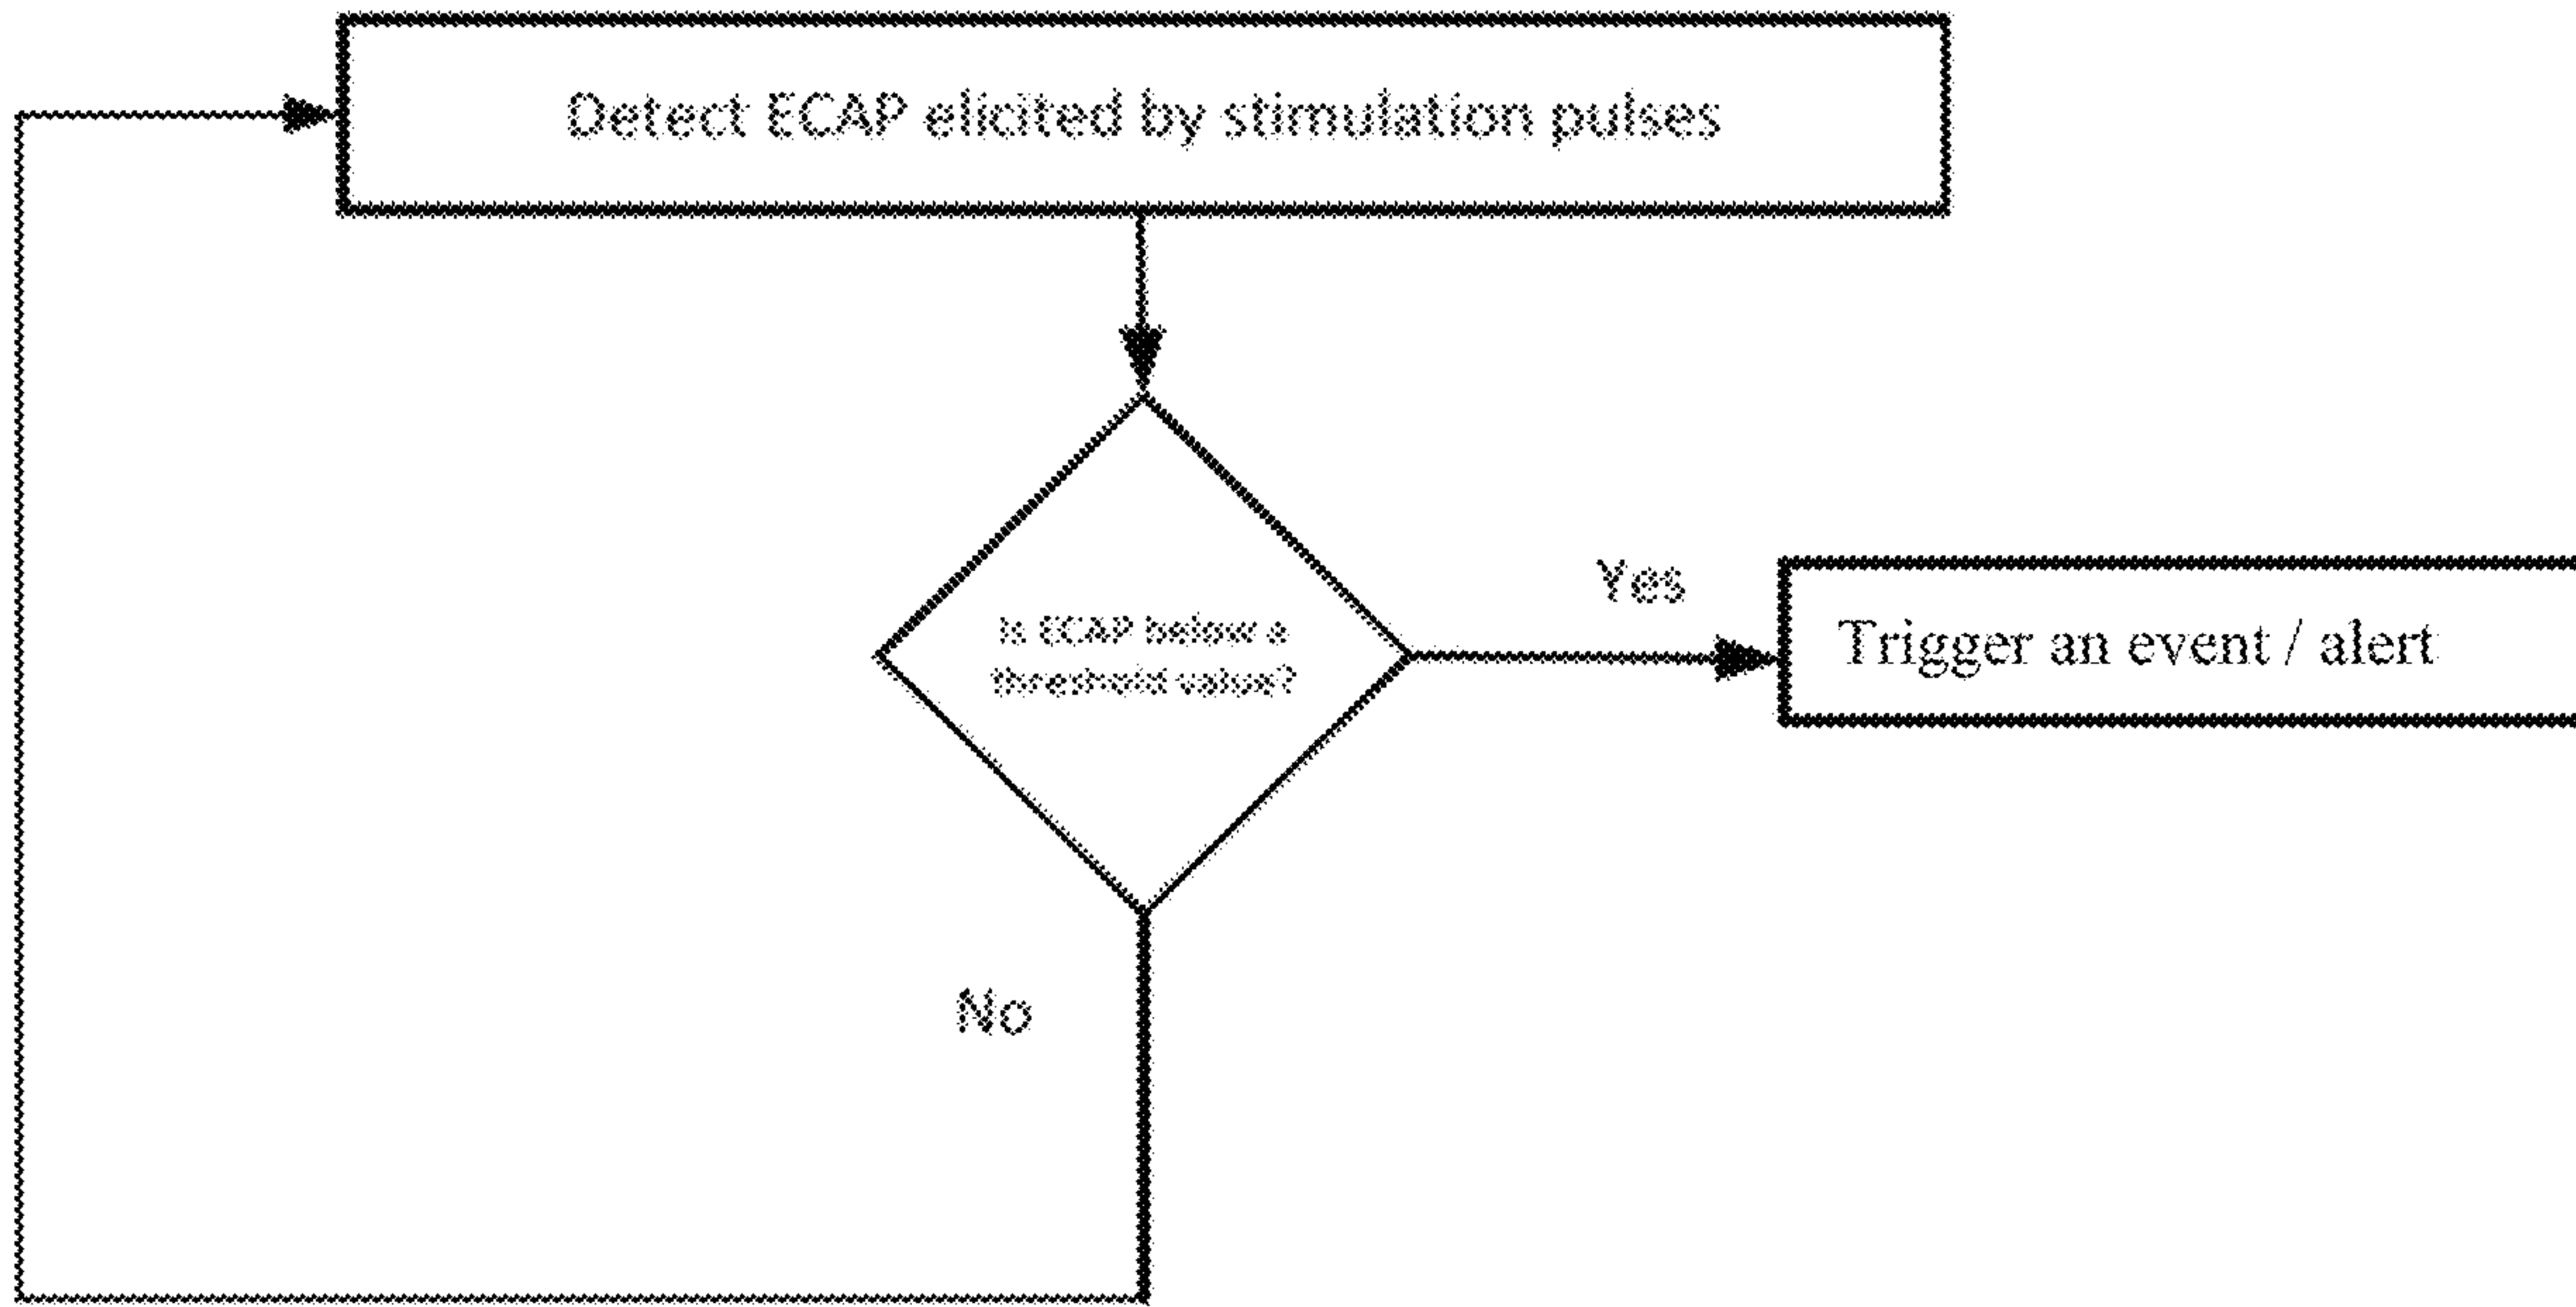 Detect ECAP elicited by stimulation pulses
Is ECAP below a
threshold value?
Yes
Trigger an event / alert
No